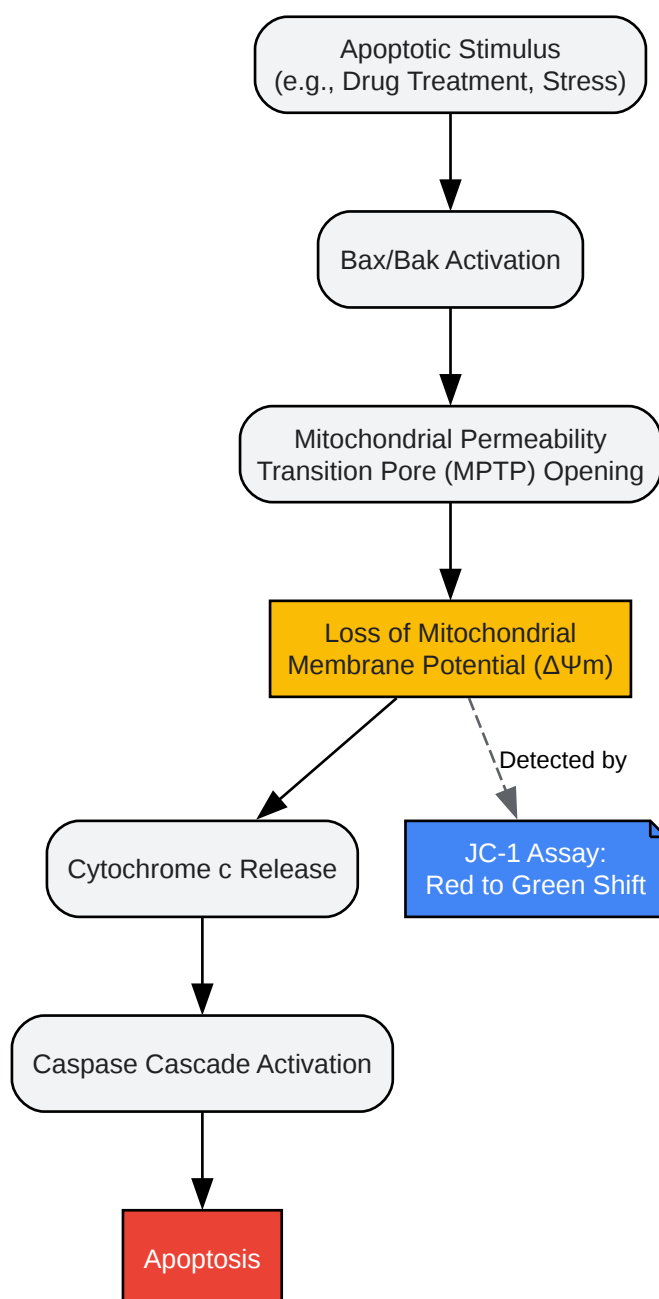 Apoptotic Stimulus
(e.g., Drug Treatment, Stress)
Bax/Bak Activation
Mitochondrial Permeability
Transition Pore (MPTP) Opening
Loss of Mitochondrial
Membrane Potential (ΔΨm)
Detected by
Cytochrome c Release
JC-1 Assay:
Red to Green Shift
Caspase Cascade Activation
Apoptosis